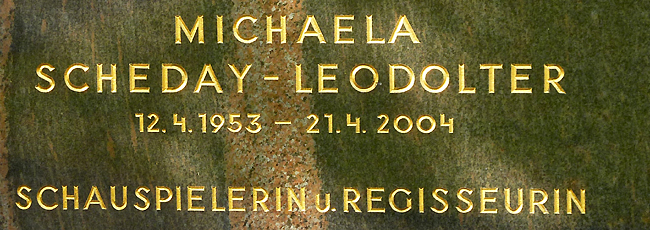 MICHAELA
SCHEDAY-LEODOLTER
12.4.1953 – 21.4.2004
SCHAUSPIELERIN u. REGISSEURIN